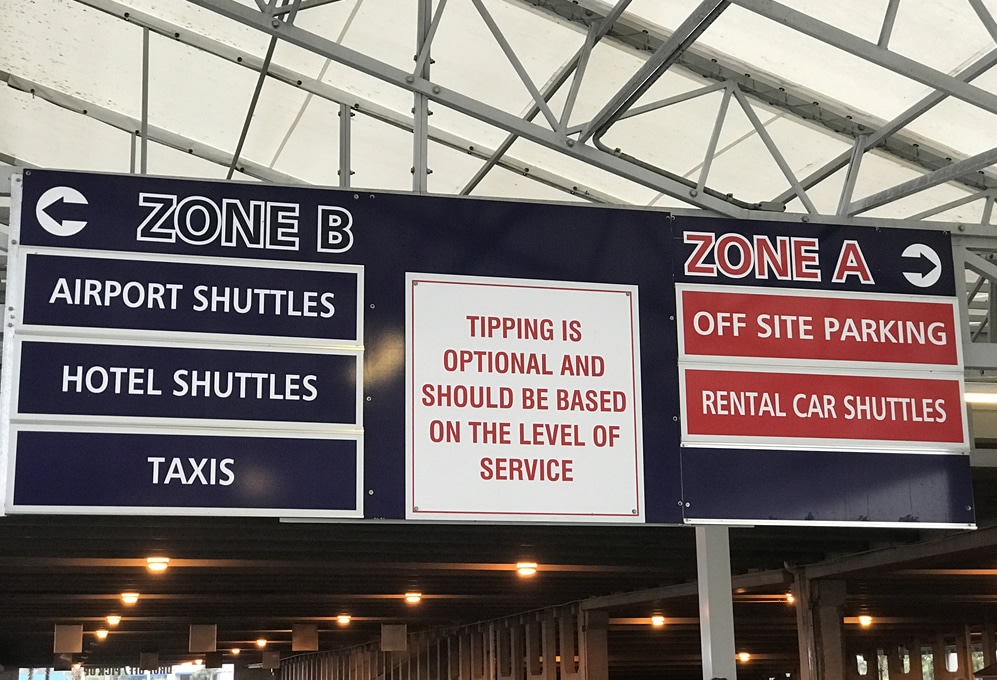 ZONE B
AIRPORT SHUTTLES
HOTEL SHUTTLES
TAXIS
TIPPING IS
OPTIONAL AND
SHOULD BE BASED
ON THE LEVEL OF
SERVICE
ZONE A
OFF SITE PARKING
RENTAL CAR SHUTTLES